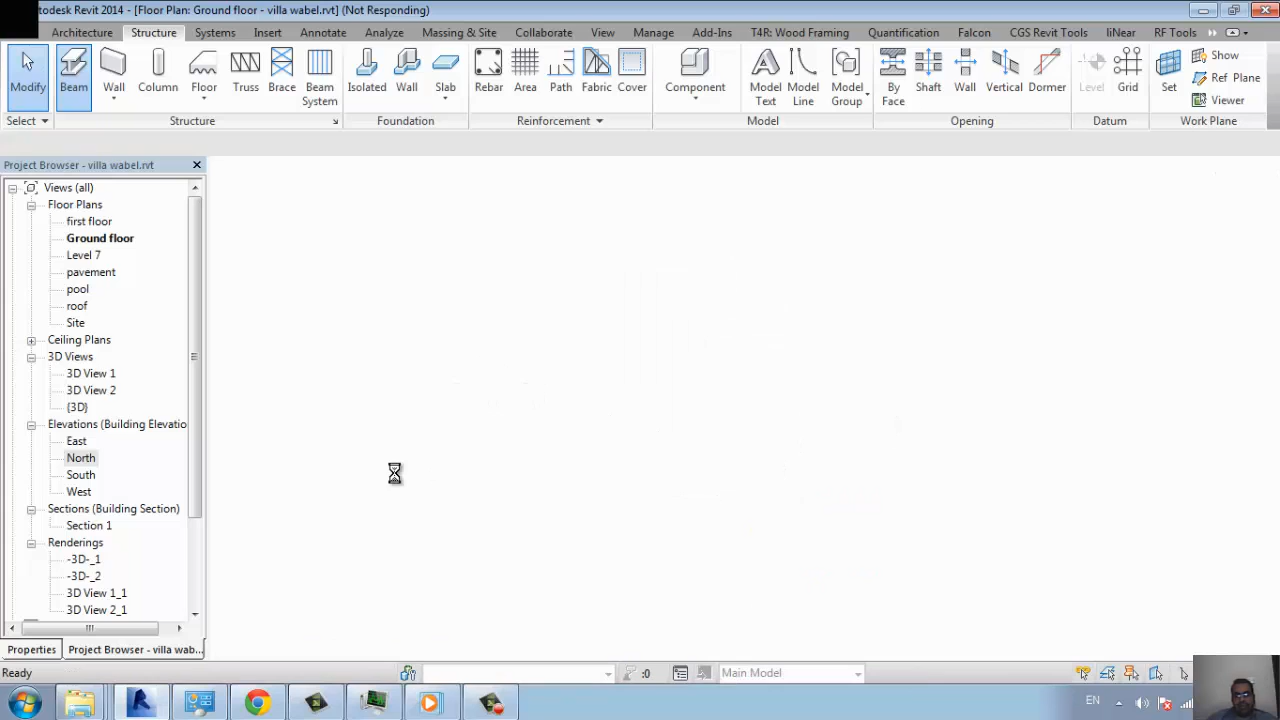 utodesk Revit 2014 - [Floor Plan: Ground floor - villa wabel.rvt] (Not Responding)
Architecture Structure Systems Insert Annotate Analyze Massing & Site Collaborate View Manage Add-Ins T4R: Wood Framing Quantification Falcon CGS Revit Tools liNear RF Tools
Modify Beam Wall Column Floor Truss Brace Beam System Isolated Wall Slab Rebar Area Path Fabric Cover Component Model Text Model Line Model Group By Face Shaft Wall Vertical Dormer Level Grid Set Show Ref Plane Viewer
Select Structure Foundation Reinforcement Model Opening Datum Work Plane
Project Browser - villa wabel.rvt
Views (all)
Floor Plans
first floor
Ground floor
Level 7
pavement
pool
roof
Site
Ceiling Plans
3D Views
3D View 1
3D View 2
{3D}
Elevations (Building Elevatio
East
North
South
West
Sections (Building Section)
Section 1
Renderings
-3D-_1
-3D-_2
3D View 1_1
3D View 2_1
Properties Project Browser - villa wab...
Ready :0 Main Model
EN